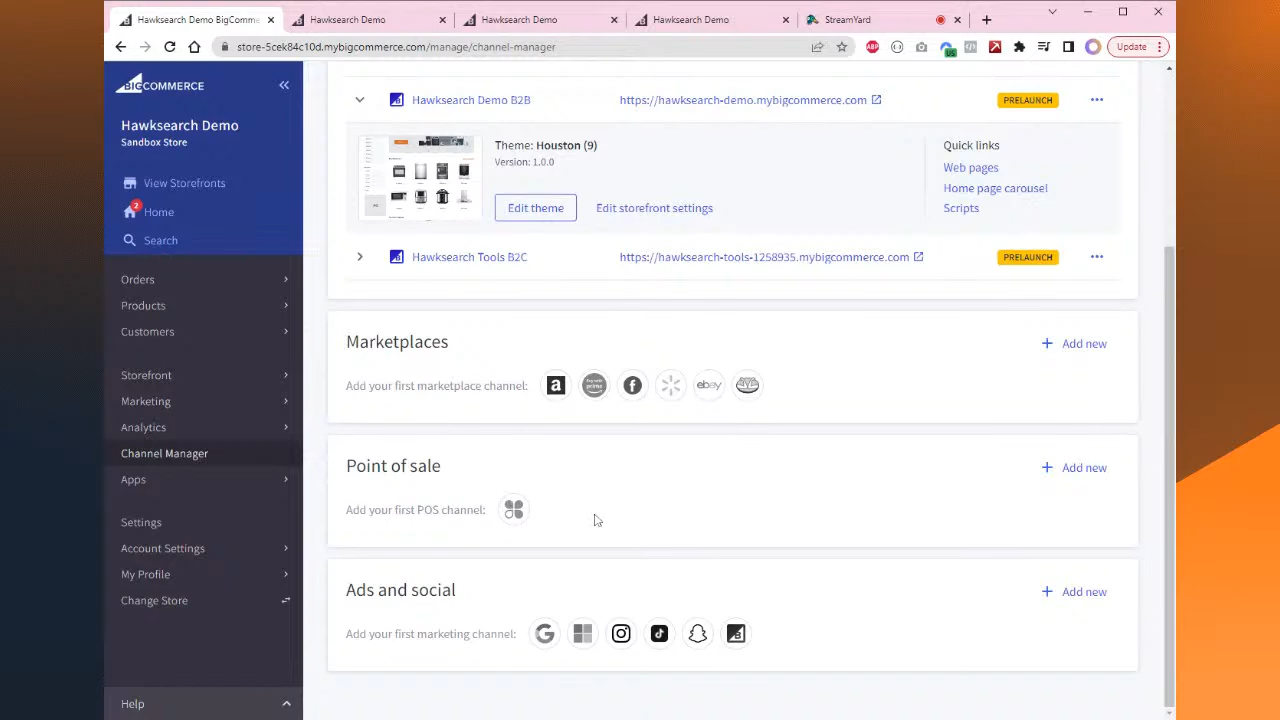 Hawksearch Demo BigComme
Hawksearch Demo
Hawksearch Demo
Hawksearch Demo
StreamYard
store-5cek84c10d.mybigcommerce.com/manage/channel-manager
ABP
US
Update
BIGCOMMERCE
Hawksearch Demo
Sandbox Store
View Storefronts
2
Home
Search
Orders
Products
Customers
Storefront
Marketing
Analytics
Channel Manager
Apps
Settings
Account Settings
My Profile
Change Store
Help
Hawksearch Demo B2B
https://hawksearch-demo.mybigcommerce.com
PRELAUNCH
Theme: Houston (9)
Version: 1.0.0
Edit theme
Edit storefront settings
Quick links
Web pages
Home page carousel
Scripts
Hawksearch Tools B2C
https://hawksearch-tools-1258935.mybigcommerce.com
PRELAUNCH
Marketplaces
Add new
Add your first marketplace channel:
a
prime
ebay
Point of sale
Add new
Add your first POS channel:
Ads and social
Add new
Add your first marketing channel: